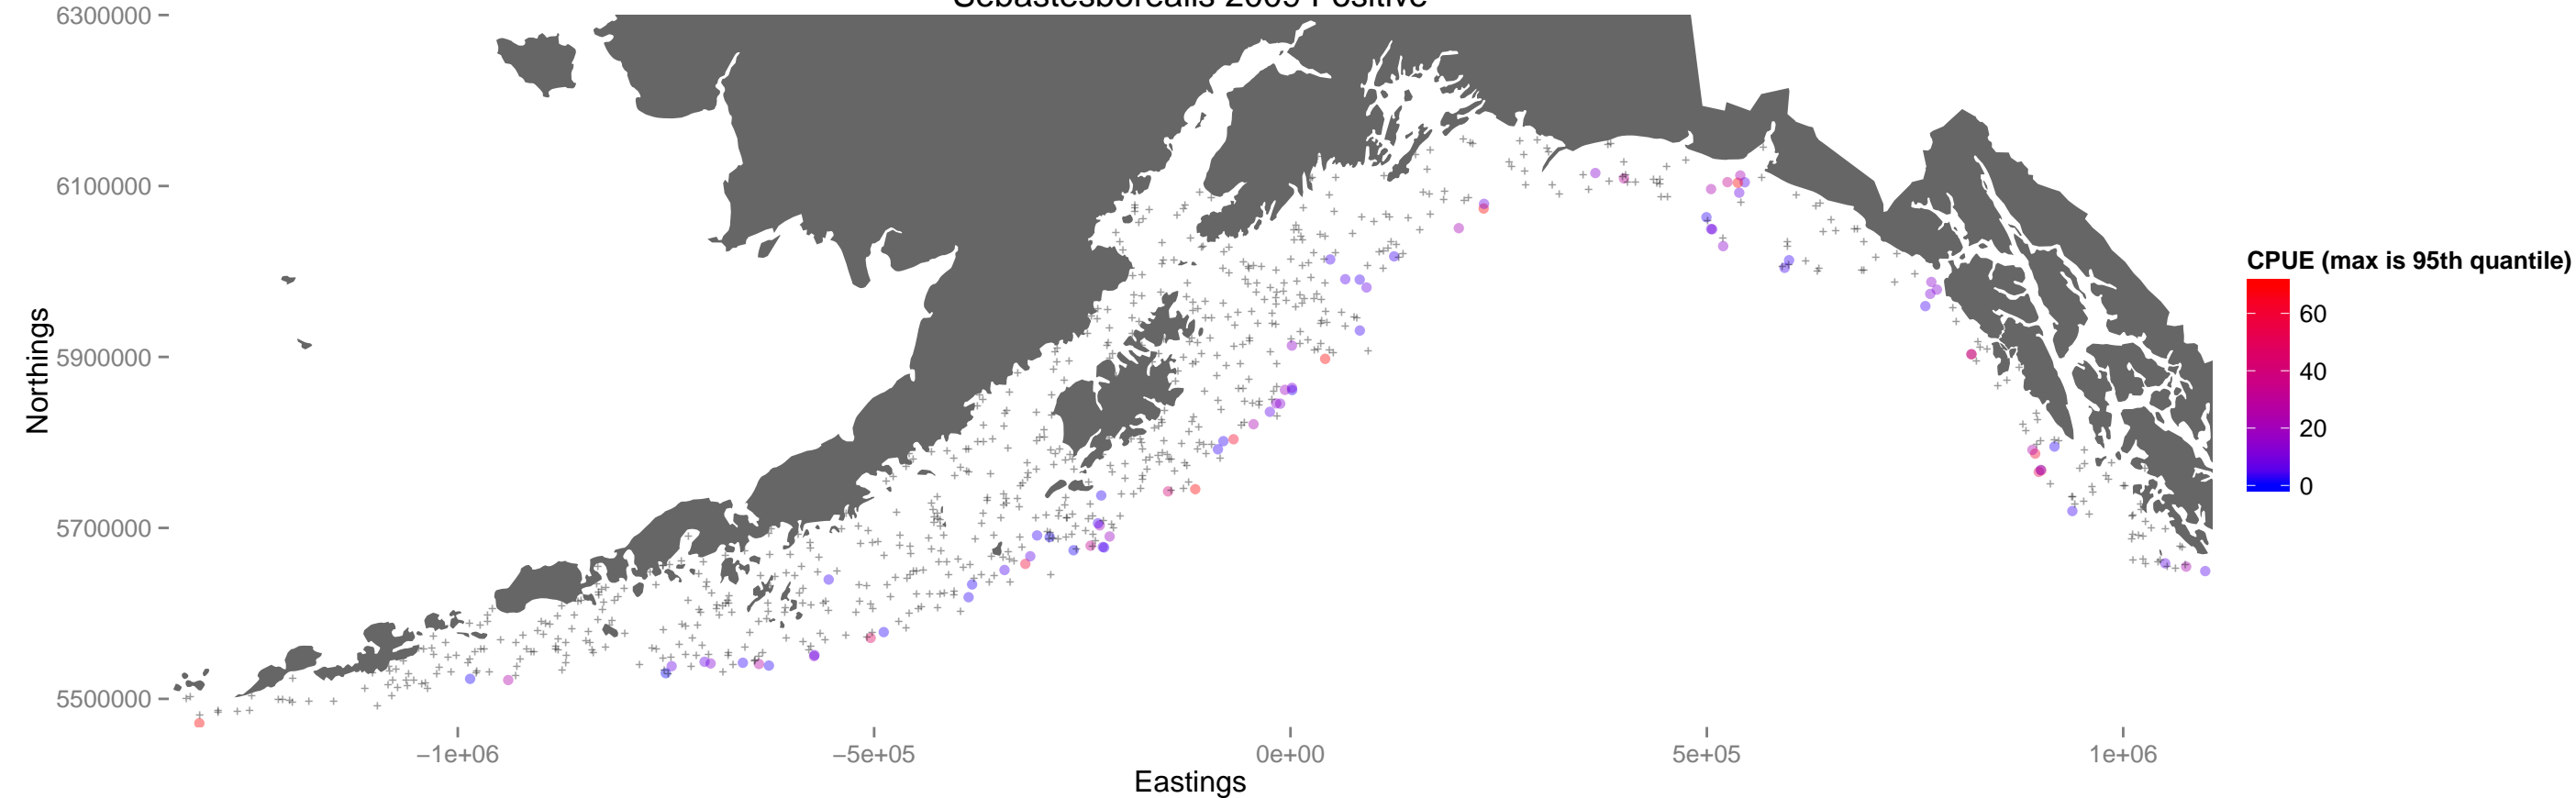 Sebastesborealis 2009 Positive
6300000
6100000
5900000
5700000
5500000
Northings
−1e+06
−5e+05
0e+00
5e+05
1e+06
Eastings
CPUE (max is 95th quantile)
60
40
20
0